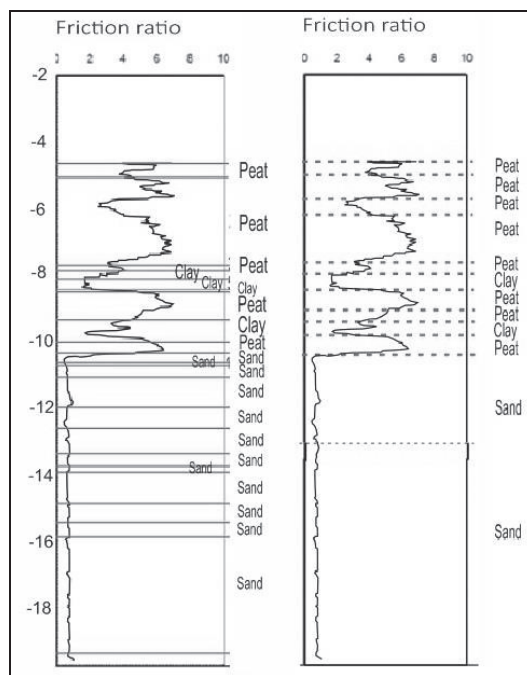 Friction ratio
0 2 4 6 8 10
-2
-4
-6
-8
-10
-12
-14
-16
-18
Peat
Peat
Peat
Clay
Clay
Clay
Peat
Clay
Peat
Sand
Sand
Sand
Sand
Sand
Sand
Sand
Sand
Sand
Sand
Sand
Sand
Friction ratio
0 2 4 6 8 10
Peat
Peat
Peat
Peat
Peat
Clay
Peat
Peat
Clay
Peat
Sand
Sand